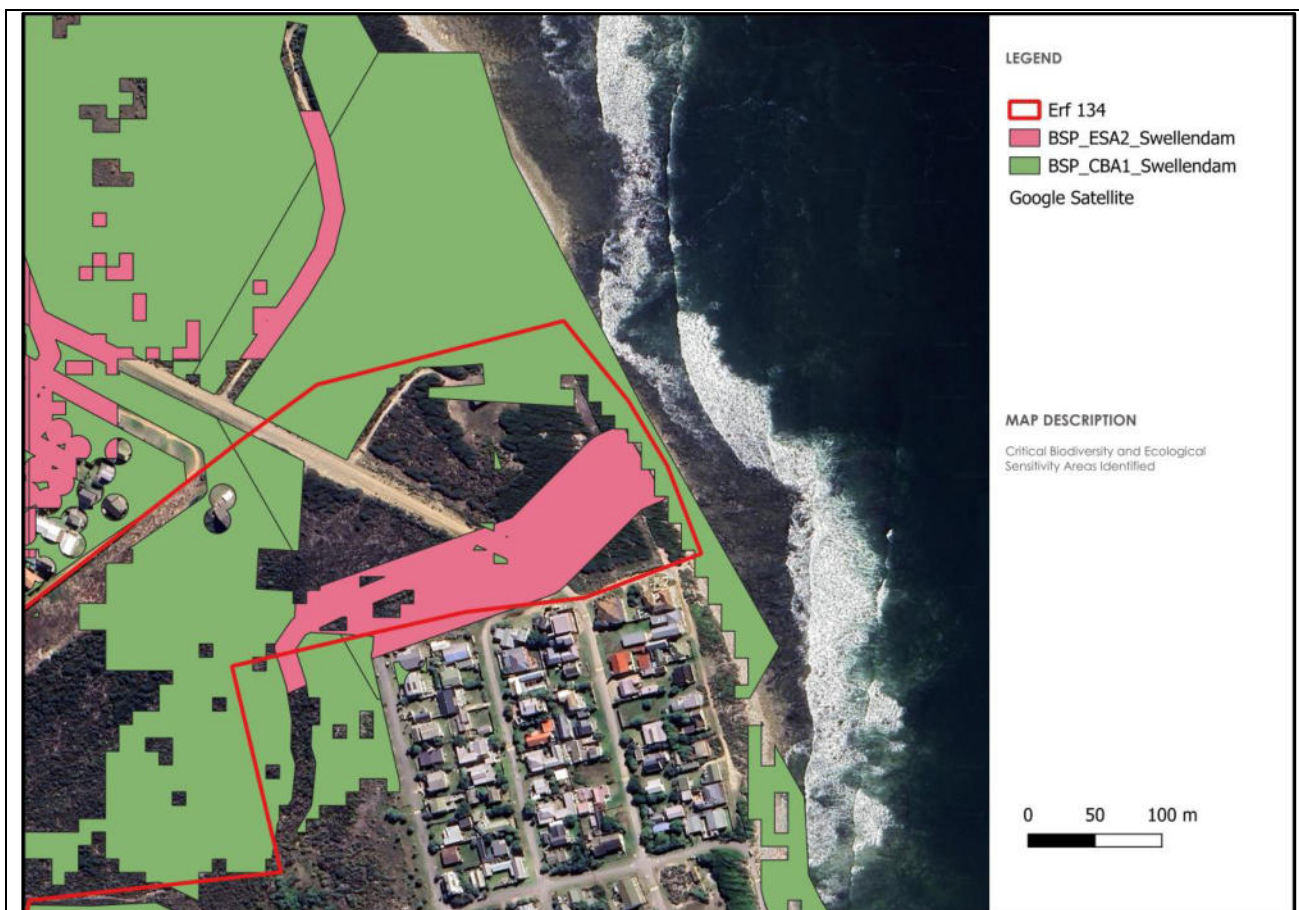 LEGEND
Erf 134
BSP_ESA2_Swellendam
BSP_CBA1_Swellendam
Google Satellite
MAP DESCRIPTION
Critical Biodiversity and Ecological
Sensitivity Areas Identified
0 50 100 m